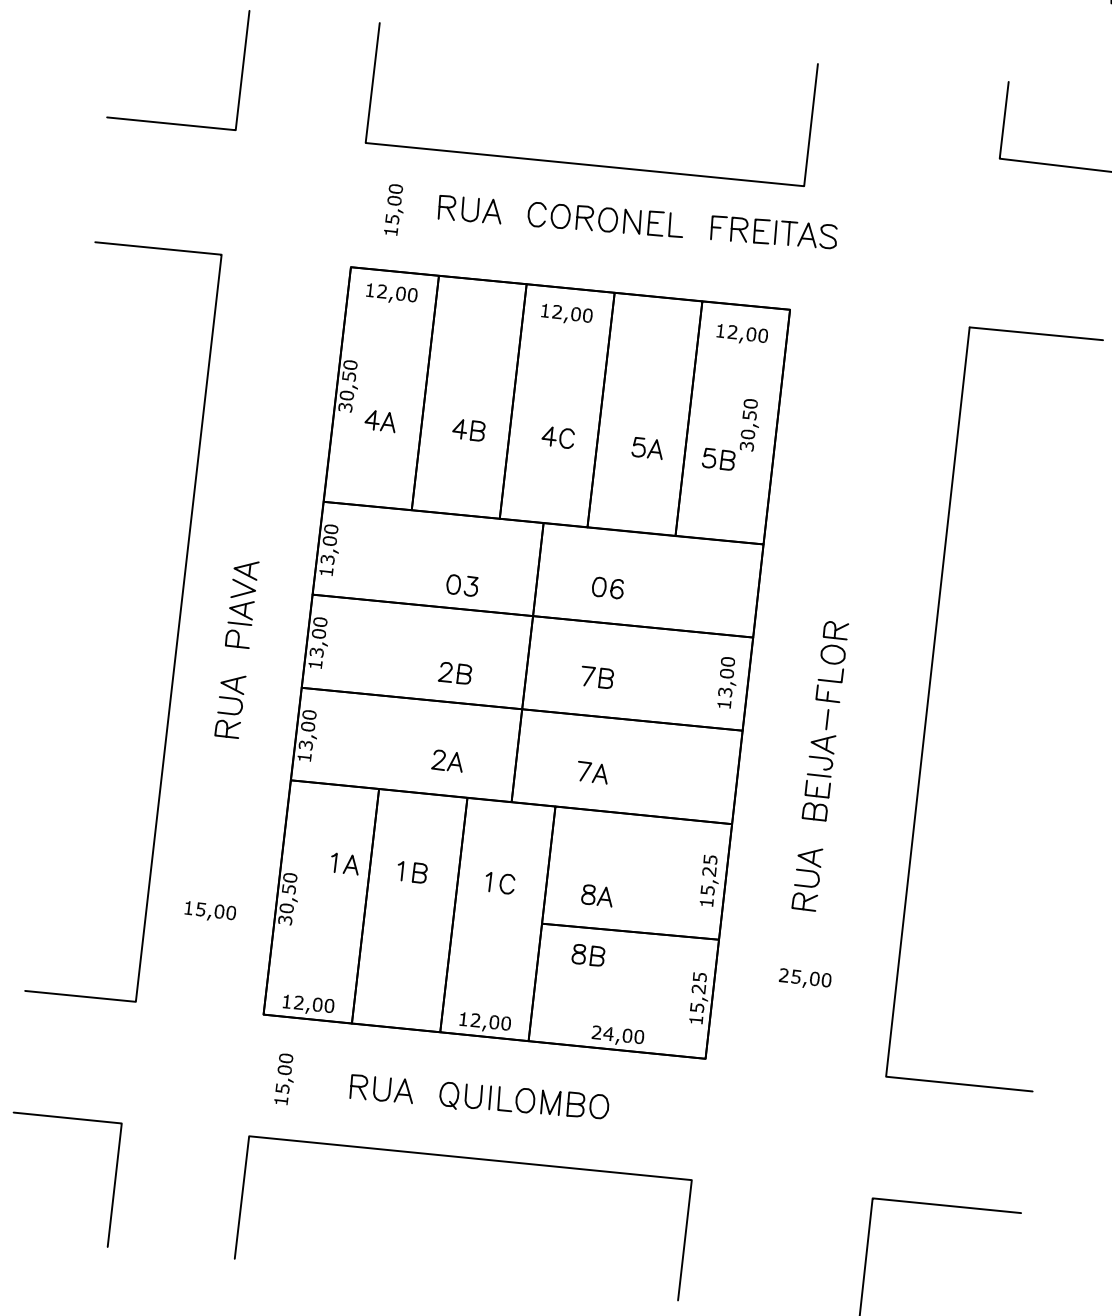 15,00
RUA CORONEL FREITAS
12,00
12,00
12,00
30,50
30,50
4A
4B
4C
5A
5B
13,00
03
06
RUA PIAVA
13,00
2B
7B
13,00
RUA BEIJA-FLOR
13,00
2A
7A
1A
1B
1C
8A
15,25
30,50
15,00
8B
15,25
25,00
12,00
12,00
24,00
15,00
RUA QUILOMBO